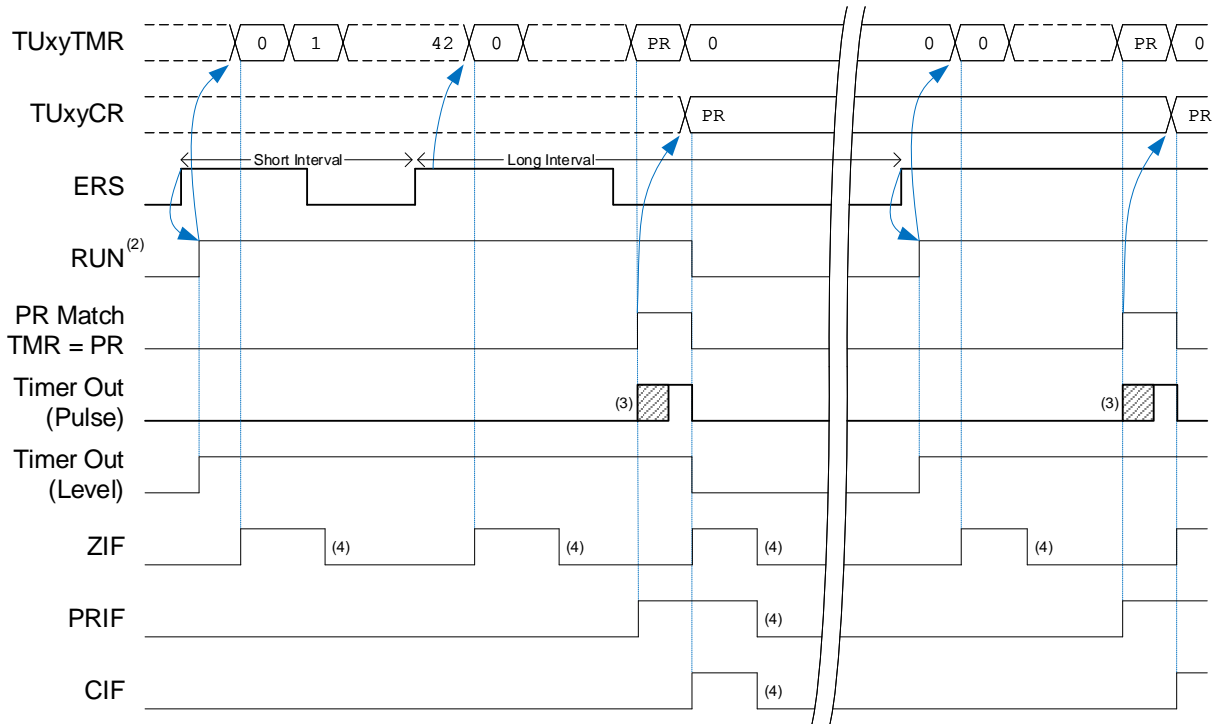 TUxyTMR 0 1 42 0 PR 0 0 0 PR 0
TUxyCR PR PR
Short Interval Long Interval
ERS
RUN (2)
PR Match
TMR = PR
Timer Out
(Pulse) (3) (3)
Timer Out
(Level)
ZIF (4) (4) (4) (4)
PRIF (4)
CIF (4)